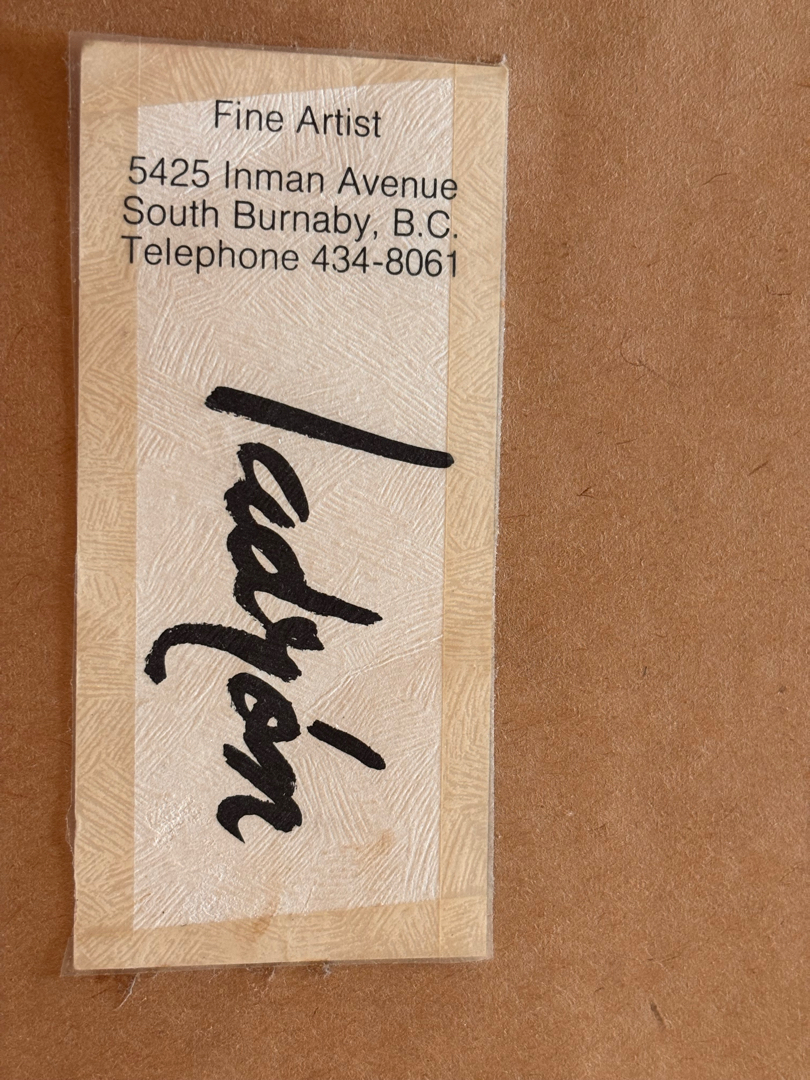 Fine Artist
5425 Inman Avenue
South Burnaby, B.C.
Telephone 434-8061